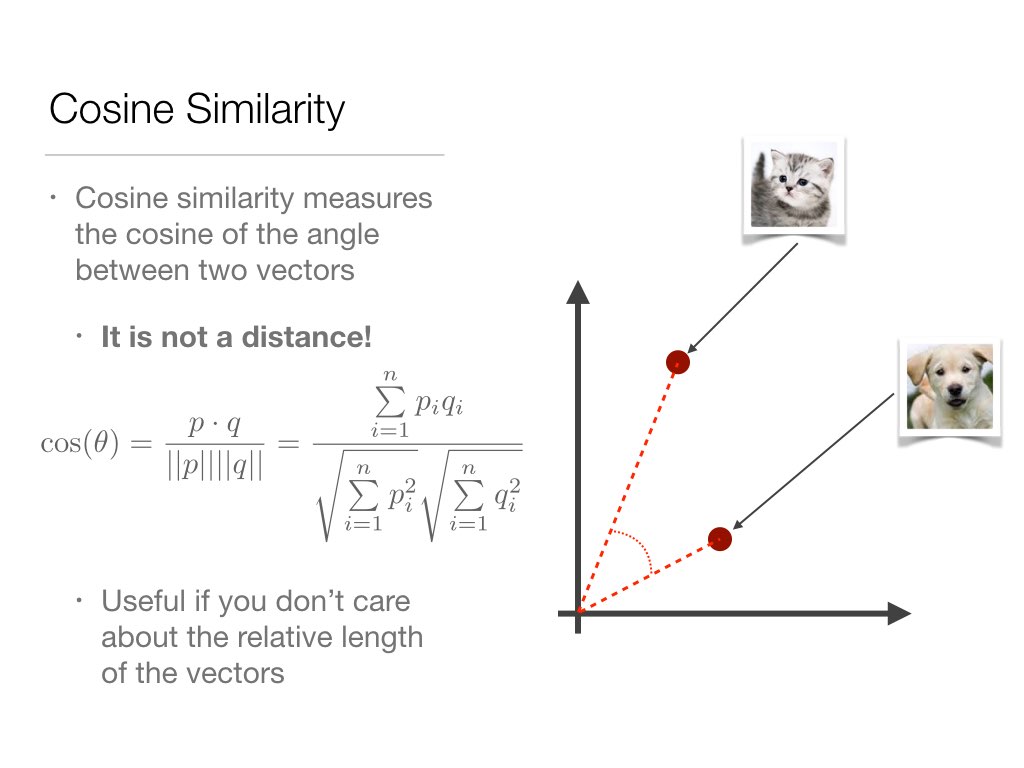 Cosine Similarity
• Cosine similarity measures
the cosine of the angle
between two vectors
• It is not a distance!
cos(θ) = \frac{p · q}{||p||||q||} = \frac{\sum_{i=1}^{n} p_i q_i}{\sqrt{\sum_{i=1}^{n} p_i^2} \sqrt{\sum_{i=1}^{n} q_i^2}}
• Useful if you don’t care
about the relative length
of the vectors